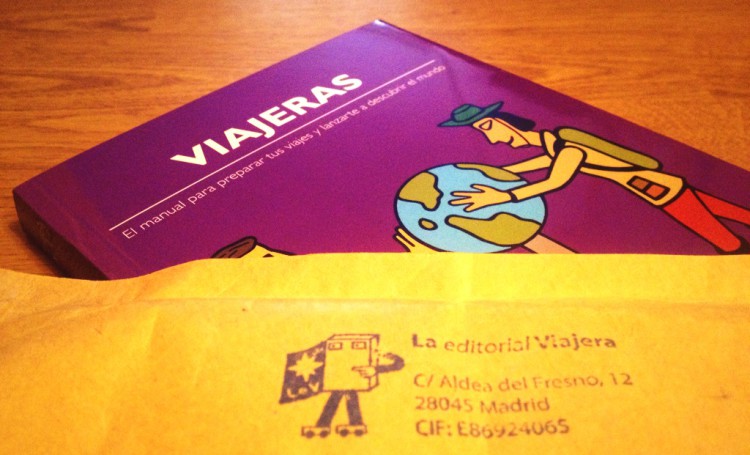 VIAJERAS
El manual para preparar tus viajes y lanzarte a descubrir el mundo
La editorial Viajera
C/ Aldea del Fresno, 12
28045 Madrid
CIF: E86924065
LeV